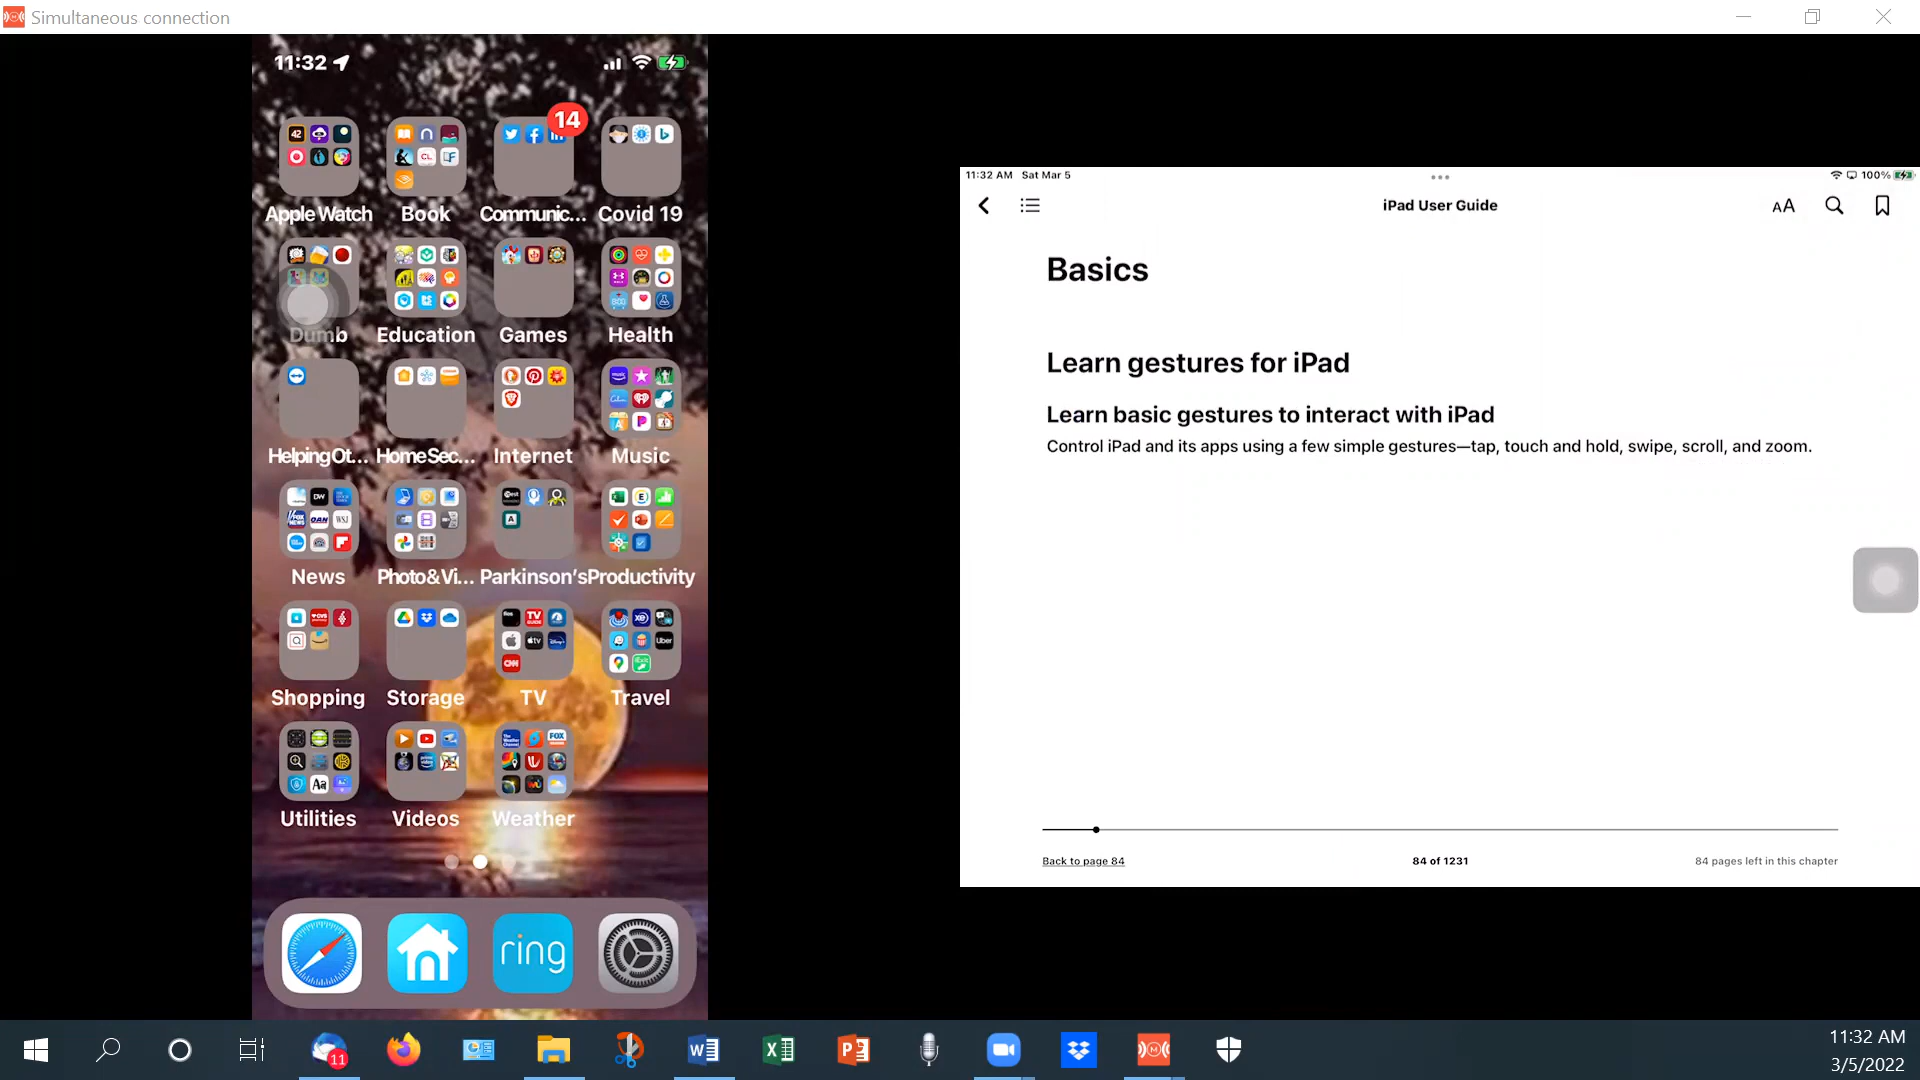 Simultaneous connection
11:32
14
Apple Watch
Book
Communic...
Covid 19
Dumb
Education
Games
Health
Helping Ot...
Home Sec...
Internet
Music
News
Photo & Vi...
Parkinson's
Productivity
Shopping
Storage
TV
Travel
Utilities
Videos
Weather
ring
11:32 AM Sat Mar 5
100%
iPad User Guide
AA
Basics
Learn gestures for iPad
Learn basic gestures to interact with iPad
Control iPad and its apps using a few simple gestures—tap, touch and hold, swipe, scroll, and zoom.
Back to page 84
84 of 1231
84 pages left in this chapter
11
11:32 AM
3/5/2022